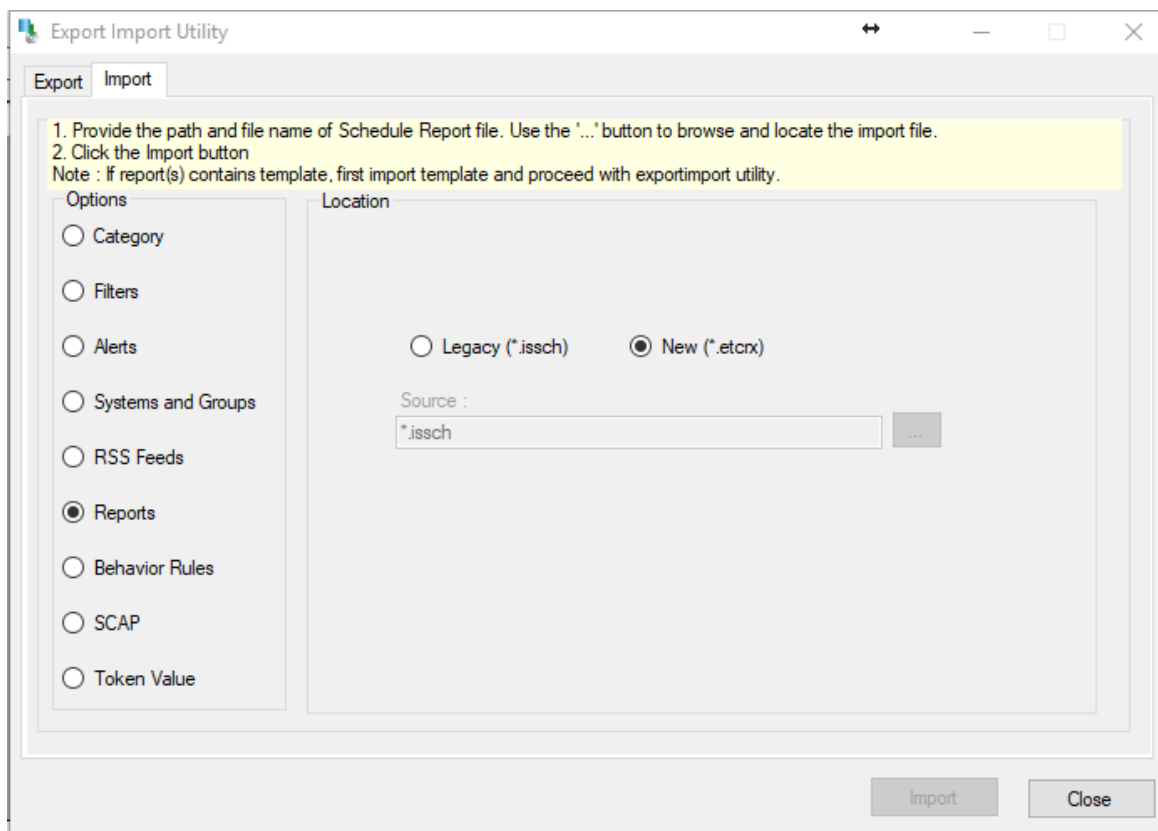 Export Import Utility
Export
Import
1. Provide the path and file name of Schedule Report file. Use the '...' button to browse and locate the import file.
2. Click the Import button
Note : If report(s) contains template, first import template and proceed with exportimport utility.
Options
Location
Category
Filters
Alerts
Systems and Groups
RSS Feeds
Reports
Behavior Rules
SCAP
Token Value
Legacy (*.issch)
New (*.etcrx)
Source :
*.issch
...
Import
Close